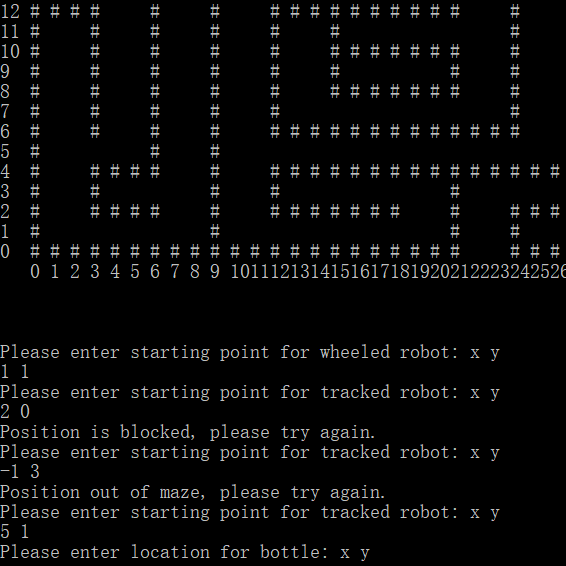 12 # # # #     #     #     # # # # # # # # # #     #
11 #     #     #     #     #     #                 #
10 #     #     #     #     #     # # # # # # #     #
9  #     #     #     #     #     #           #     #
8  #     #     #     #     #     # # # # # # #     #
7  #     #     #     #     #                       #
6  #     #     #     #     # # # # # # # # # # # # #
5  #           #     #
4  #     # # # #     #     # # # # # # # # # # # # # # #
3  #     #           #     #                 #
2  #     # # # #     #     # # # # # # #     #     # # #
1  #                 #                       #     #
0  # # # # # # # # # # # # # # # # # # # # # #     # # #
   0 1 2 3 4 5 6 7 8 9 1011121314151617181920212223242526
Please enter starting point for wheeled robot: x y
1 1
Please enter starting point for tracked robot: x y
2 0
Position is blocked, please try again.
Please enter starting point for tracked robot: x y
-1 3
Position out of maze, please try again.
Please enter starting point for tracked robot: x y
5 1
Please enter location for bottle: x y